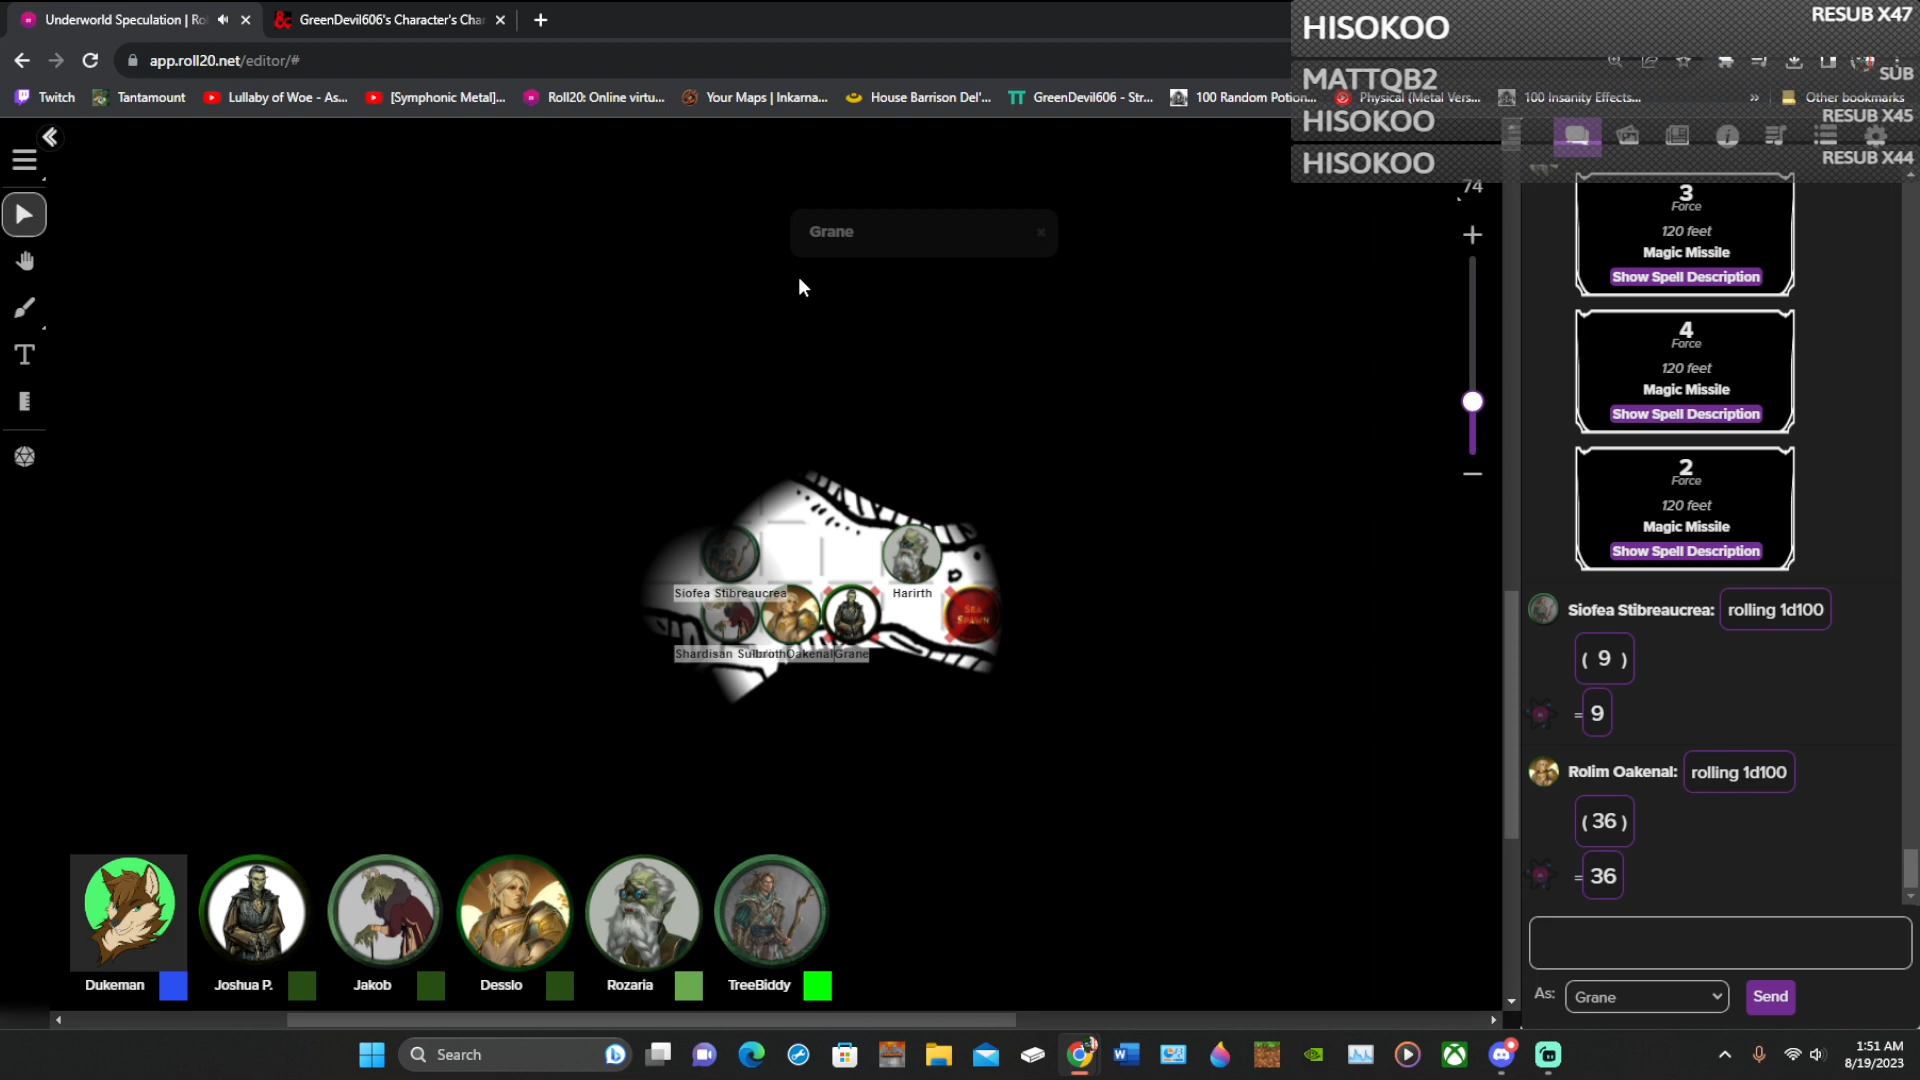 Underworld Speculation | Ro
GreenDevil606's Character's Char
HISOKOO
RESUB X47
app.roll20.net/editor/#
MATTQB2
SUB
Twitch
Tantamount
Lullaby of Woe - As...
[Symphonic Metal]...
Roll20: Online virtu...
Your Maps | Inkarna...
House Barrison Del'...
GreenDevil606 - Str...
100 Random Potion...
Physical (Metal Vers...
100 Insanity Effects...
Other bookmarks
HISOKOO
RESUB X45
HISOKOO
RESUB X44
74
Grane
3
Force
120 feet
Magic Missile
Show Spell Description
4
Force
120 feet
Magic Missile
Show Spell Description
2
Force
120 feet
Magic Missile
Show Spell Description
Siofea Stibreaucrea
Harirth
SEA
SPAWN
Shardisan Su
Oakenal
Grane
Siofea Stibreaucrea: rolling 1d100
( 9 )
=9
Rolim Oakenal: rolling 1d100
( 36 )
=36
Dukeman
Joshua P.
Jakob
Desslo
Rozaria
TreeBiddy
As: Grane
Send
Search
1:51 AM
8/19/2023